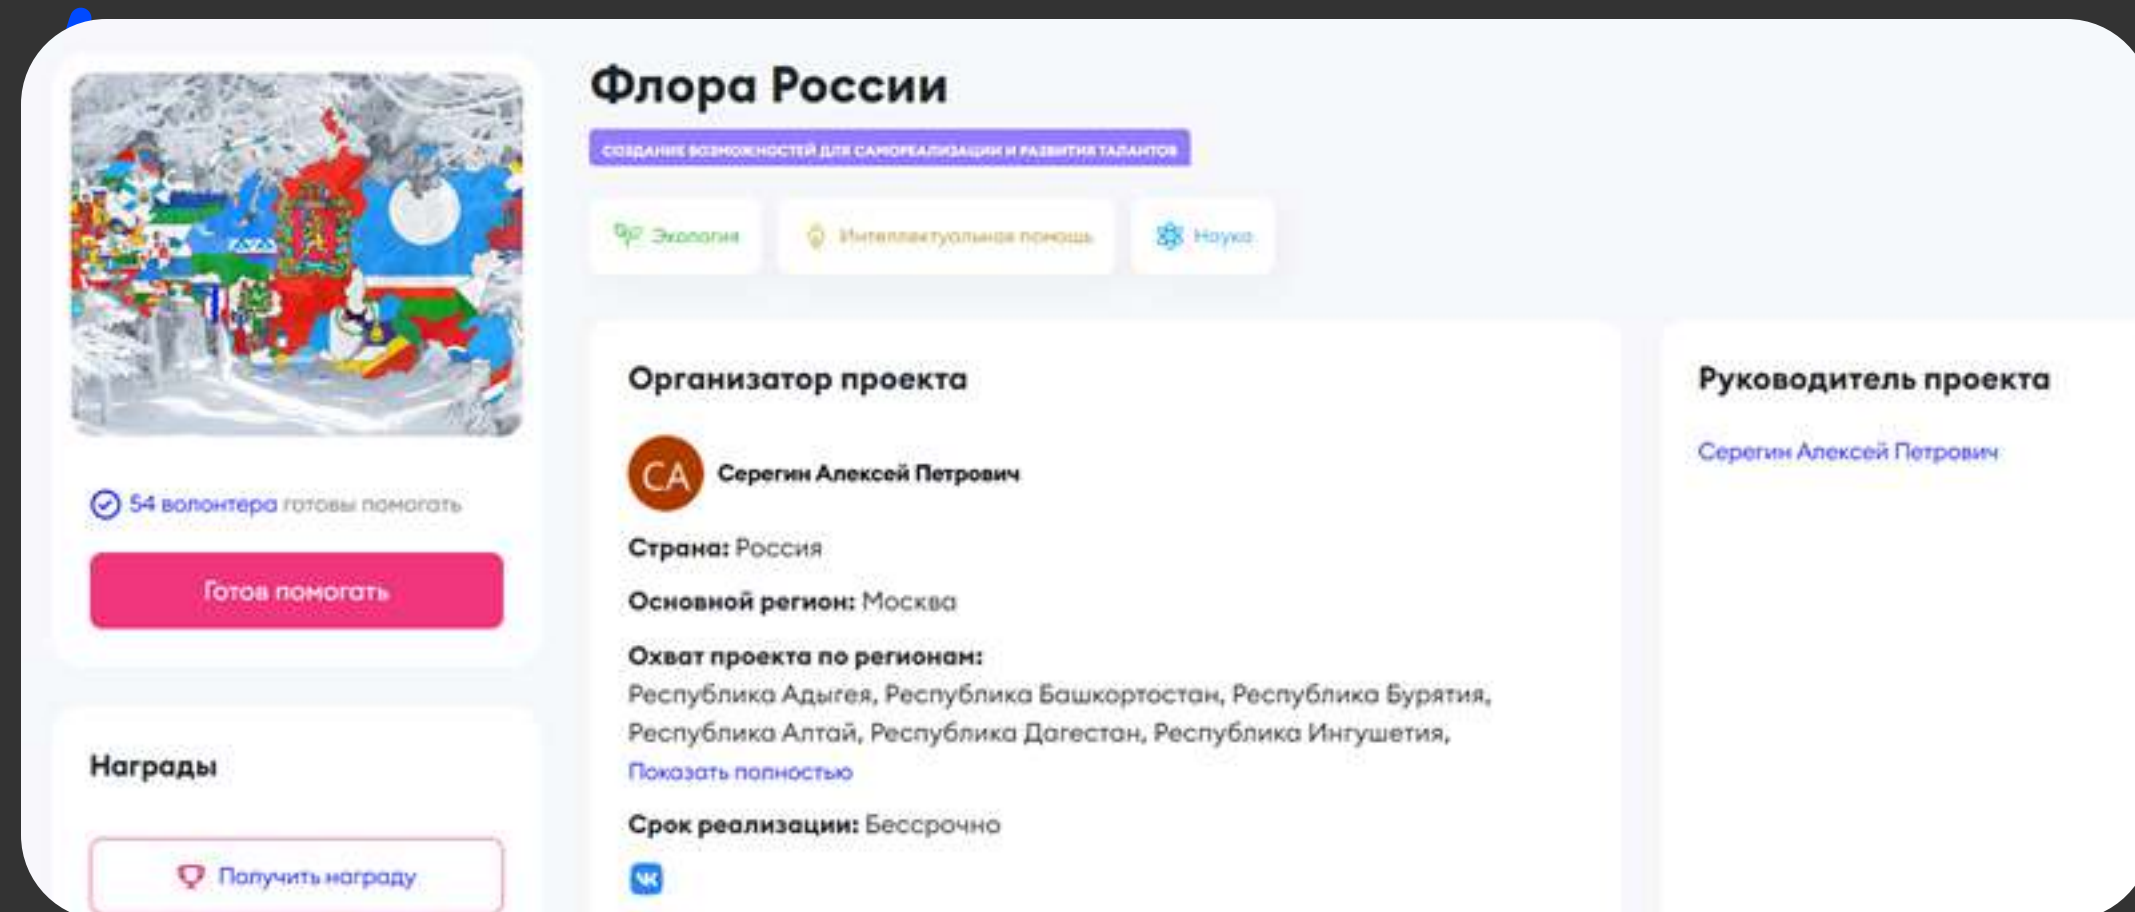 Флора России
СОЗДАНИЕ ВОЗМОЖНОСТЕЙ ДЛЯ САМОРЕАЛИЗАЦИИ И РАЗВИТИЯ ТАЛАНТОВ
Экология
Интеллектуальная помощь
Наука
54 волонтера готовы помогать
Готов помогать
Награды
Получить награду
Организатор проекта
СА
Серегин Алексей Петрович
Страна: Россия
Основной регион: Москва
Охват проекта по регионам:
Республика Адыгея, Республика Башкортостан, Республика Бурятия,
Республика Алтай, Республика Дагестан, Республика Ингушетия,
Показать полностью
Срок реализации: Бессрочно
Руководитель проекта
Серегин Алексей Петрович